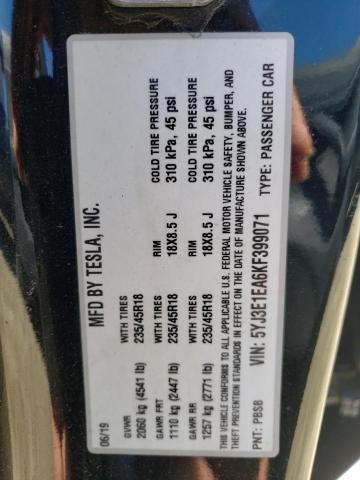 MFD BY TESLA, INC.
06/19
GVWR WITH TIRES RIM COLD TIRE PRESSURE
2060 kg (4541 lb) 235/45R18 18X8.5 J 310 kPa, 45 psi
GAWR FRT WITH TIRES RIM COLD TIRE PRESSURE
1110 kg (2447 lb) 235/45R18 18X8.5 J 310 kPa, 45 psi
GAWR RR
1257 kg (2771 lb)
THIS VEHICLE CONFORMS TO ALL APPLICABLE U.S. FEDERAL MOTOR VEHICLE SAFETY, BUMPER, AND
THEFT PREVENTION STANDARDS IN EFFECT ON THE DATE OF MANUFACTURE SHOWN ABOVE.
VIN: 5YJ3E1EA6KF399071 TYPE: PASSENGER CAR
PNT: PBSB